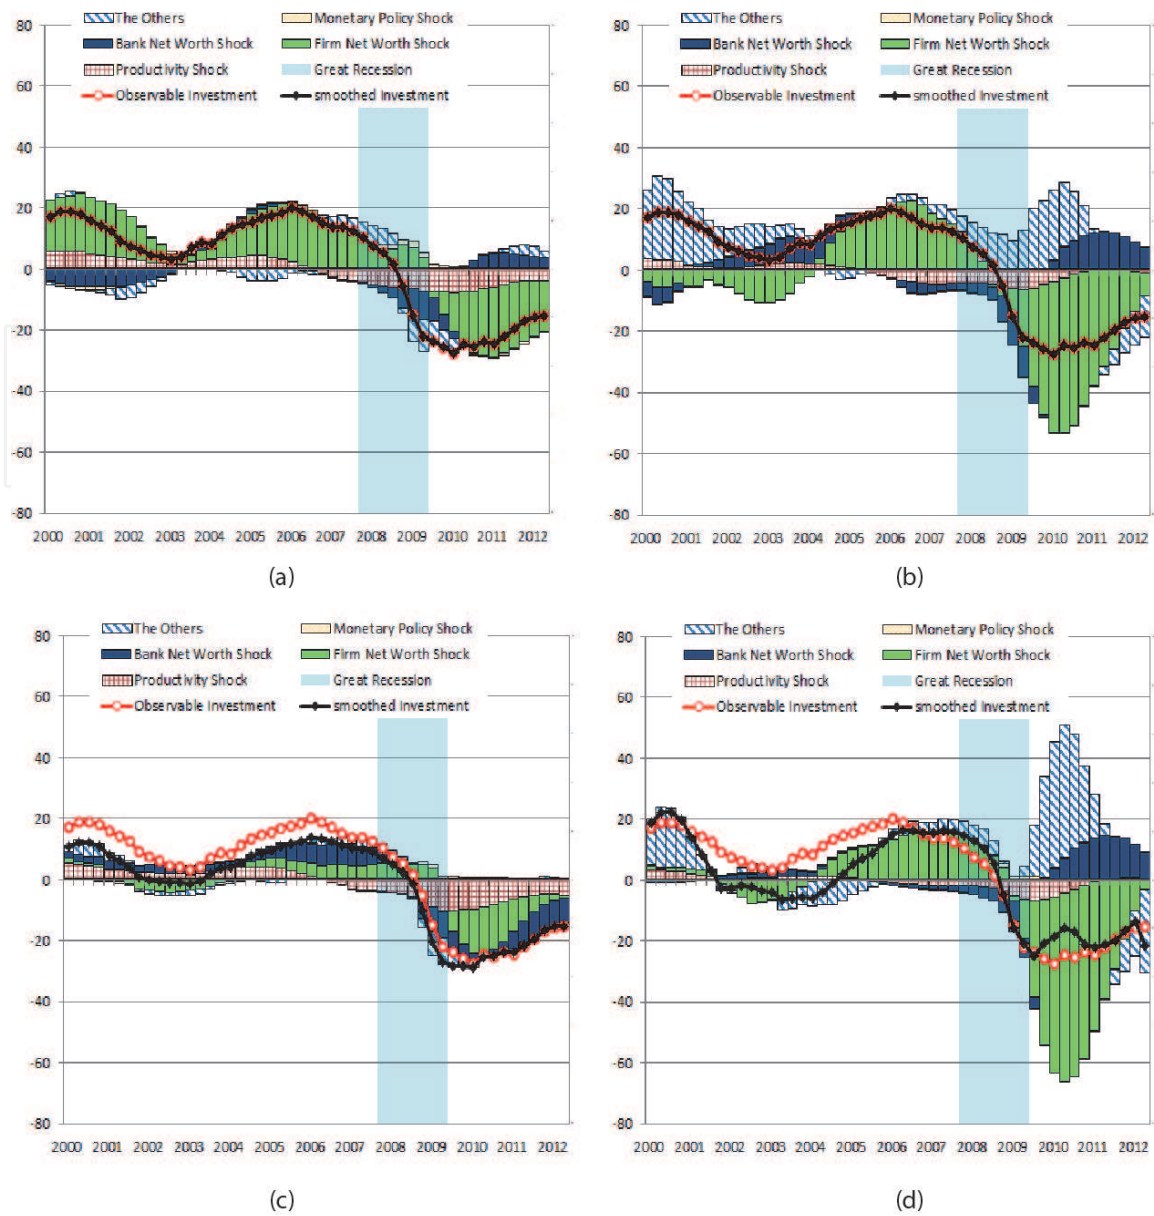 The Others
Monetary Policy Shock
Bank Net Worth Shock
Firm Net Worth Shock
Productivity Shock
Great Recession
Observable Investment
smoothed Investment
80
60
40
20
0
-20
-40
-60
-80
2000 2001 2002 2003 2004 2005 2006 2007 2008 2009 2010 2011 2012
(a)
The Others
Monetary Policy Shock
Bank Net Worth Shock
Firm Net Worth Shock
Productivity Shock
Great Recession
Observable Investment
smoothed Investment
80
60
40
20
0
-20
-40
-60
-80
2000 2001 2002 2003 2004 2005 2006 2007 2008 2009 2010 2011 2012
(b)
The Others
Monetary Policy Shock
Bank Net Worth Shock
Firm Net Worth Shock
Productivity Shock
Great Recession
Observable Investment
smoothed Investment
80
60
40
20
0
-20
-40
-60
-80
2000 2001 2002 2003 2004 2005 2006 2007 2008 2009 2010 2011 2012
(c)
The Others
Monetary Policy Shock
Bank Net Worth Shock
Firm Net Worth Shock
Productivity Shock
Great Recession
Observable Investment
smoothed Investment
80
60
40
20
0
-20
-40
-60
-80
2000 2001 2002 2003 2004 2005 2006 2007 2008 2009 2010 2011 2012
(d)